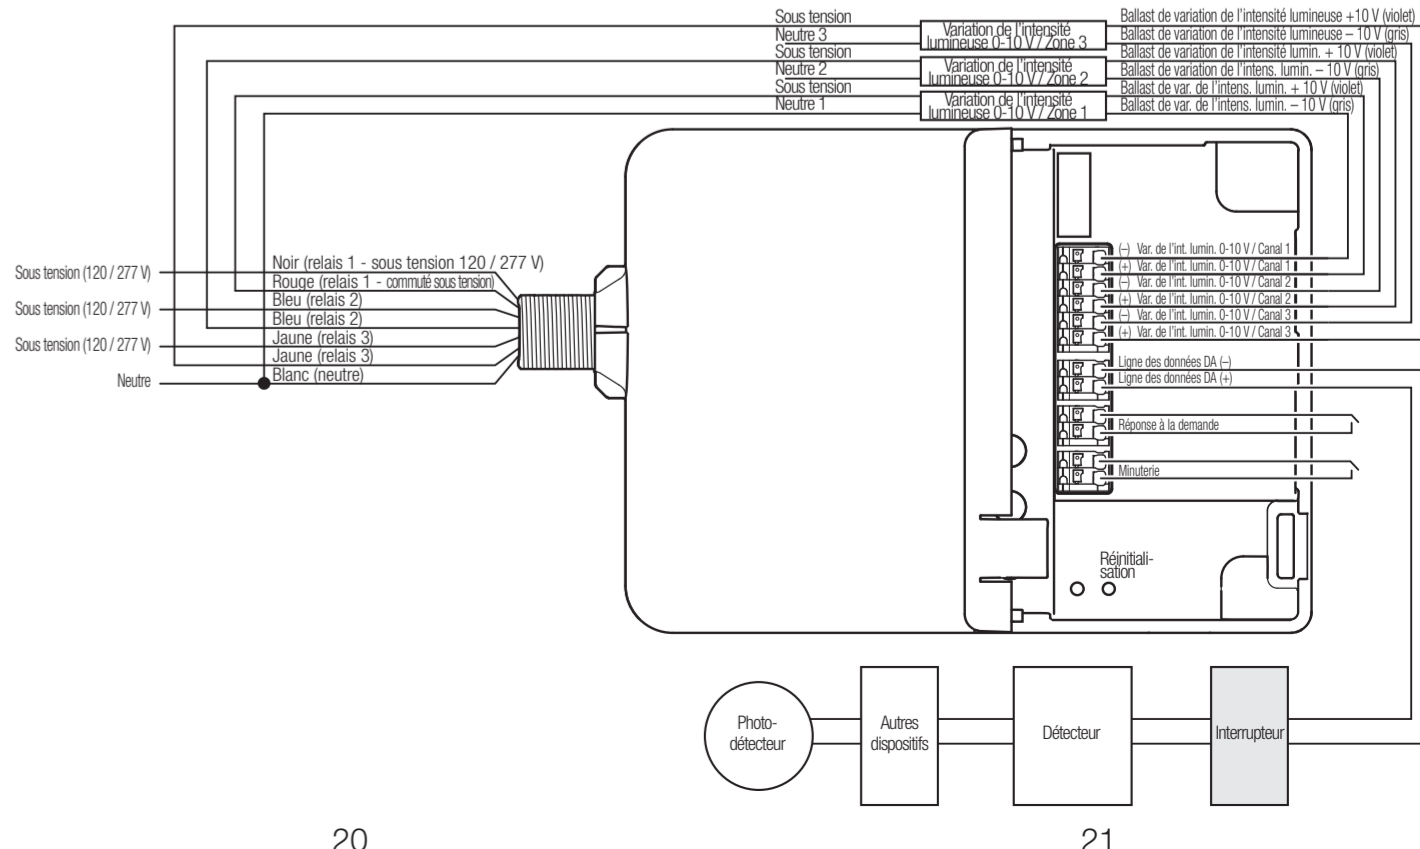 Sous tension
Neutre 3
Sous tension
Neutre 2
Sous tension
Neutre 1
Variation de l'intensité
lumineuse 0-10 V / Zone 3
Variation de l'intensité
lumineuse 0-10 V / Zone 2
Variation de l'intensité
lumineuse 0-10 V / Zone 1
Ballast de variation de l'intensité lumineuse +10 V (violet)
Ballast de variation de l'intensité lumineuse – 10 V (gris)
Ballast de variation de l'intensité lumin. + 10 V (violet)
Ballast de variation de l'intens. lumin. – 10 V (gris)
Ballast de var. de l'intens. lumin. + 10 V (violet)
Ballast de var. de l'intens. lumin. – 10 V (gris)
Sous tension (120 / 277 V)
Sous tension (120 / 277 V)
Sous tension (120 / 277 V)
Neutre
Noir (relais 1 - sous tension 120 / 277 V)
Rouge (relais 1 - commuté sous tension)
Bleu (relais 2)
Bleu (relais 2)
Jaune (relais 3)
Jaune (relais 3)
Blanc (neutre)
(–) Var. de l'int. lumin. 0-10 V / Canal 1
(+) Var. de l'int. lumin. 0-10 V / Canal 1
(–) Var. de l'int. lumin. 0-10 V / Canal 2
(+) Var. de l'int. lumin. 0-10 V / Canal 2
(–) Var. de l'int. lumin. 0-10 V / Canal 3
(+) Var. de l'int. lumin. 0-10 V / Canal 3
Ligne des données DA (–)
Ligne des données DA (+)
Réponse à la demande
Minuterie
Réinitiali-
sation
Photo-
détecteur
Autres
dispositifs
Détecteur
Interrupteur
20
21